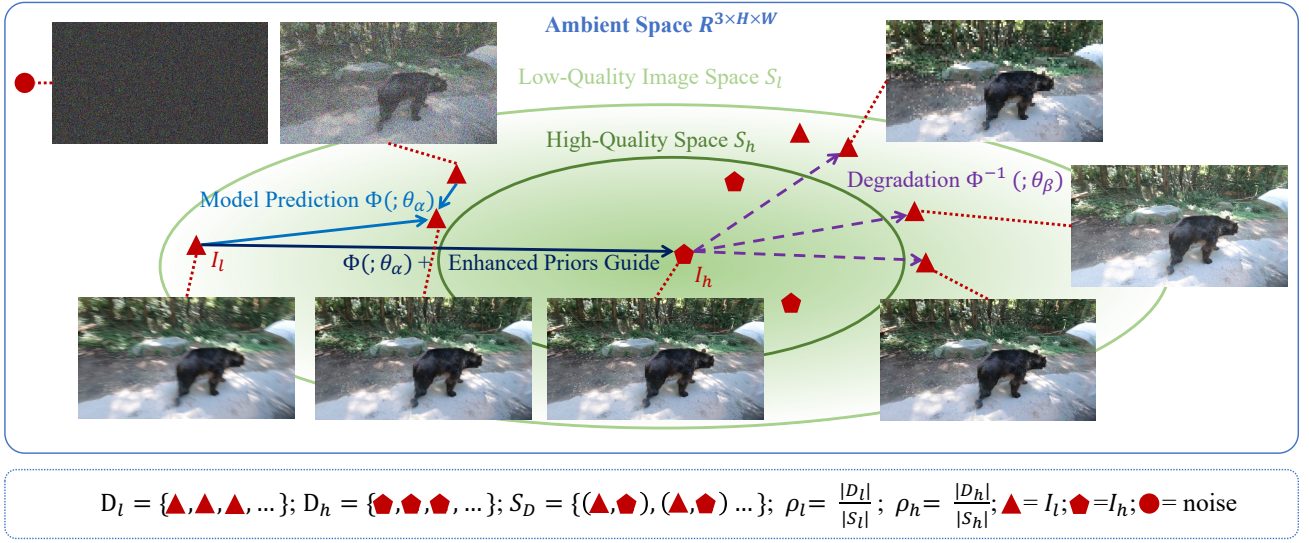 Ambient Space R^{3×H×W}
Low-Quality Image Space S_l
High-Quality Space S_h
Degradation Φ^{-1} (; θ_β)
Model Prediction Φ(; θ_α)
I_l
Φ(; θ_α) + Enhanced Priors Guide
I_h
D_l = {▲,▲,▲, …}; D_h = {⬟,⬟,⬟, …}; S_D = {(▲,⬟), (▲,⬟) …}; ρ_l = |D_l|/|S_l|; ρ_h = |D_h|/|S_h|; ▲= I_l; ⬟=I_h; ●= noise